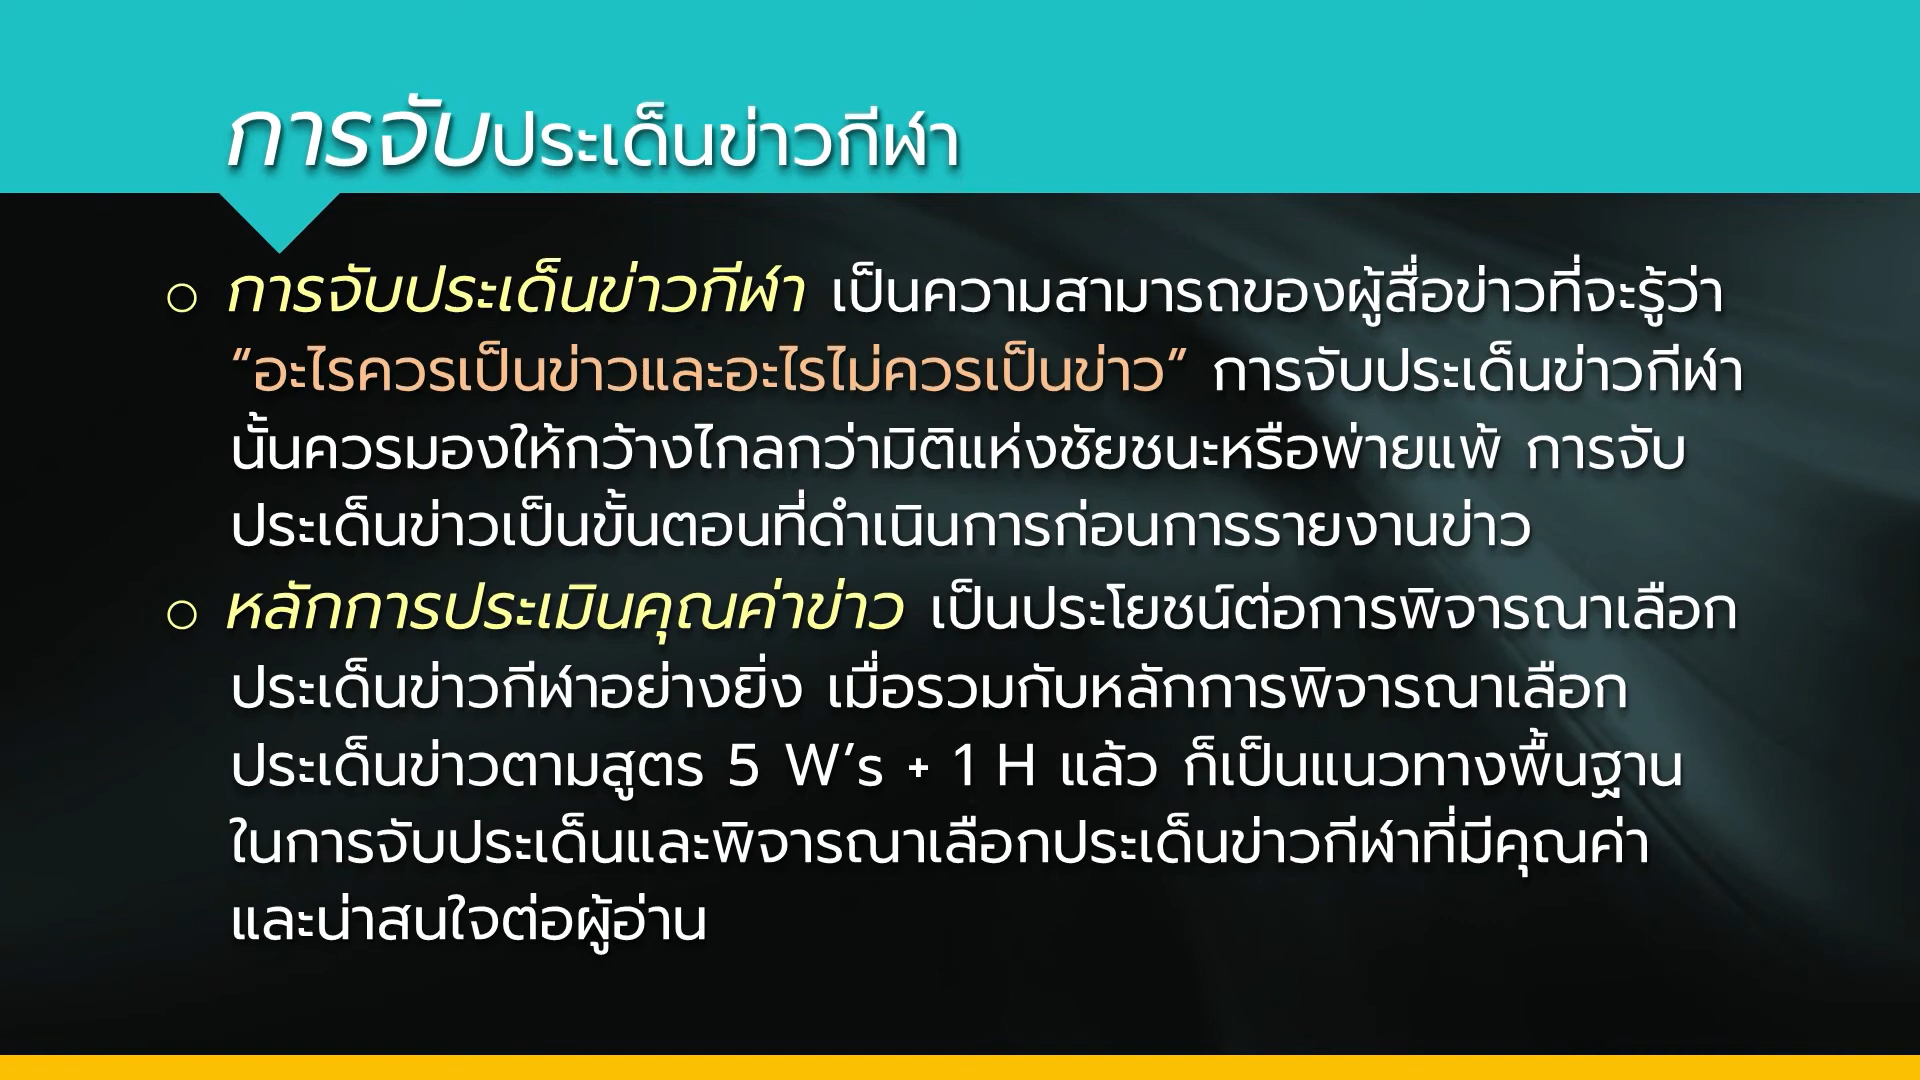 การจับประเด็นข่าวกีฬา
o การจับประเด็นข่าวกีฬา เป็นความสามารถของผู้สื่อข่าวที่จะรู้ว่า
“อะไรควรเป็นข่าวและอะไรไม่ควรเป็นข่าว” การจับประเด็นข่าวกีฬา
นั้นควรมองให้กว้างไกลกว่ามิติแห่งชัยชนะหรือพ่ายแพ้ การจับ
ประเด็นข่าวเป็นขั้นตอนที่ดำเนินการก่อนการรายงานข่าว
o หลักการประเมินคุณค่าข่าว เป็นประโยชน์ต่อการพิจารณาเลือก
ประเด็นข่าวกีฬาอย่างยิ่ง เมื่อรวมกับหลักการพิจารณาเลือก
ประเด็นข่าวตามสูตร 5 W’s + 1 H แล้ว ก็เป็นแนวทางพื้นฐาน
ในการจับประเด็นและพิจารณาเลือกประเด็นข่าวกีฬาที่มีคุณค่า
และน่าสนใจต่อผู้อ่าน